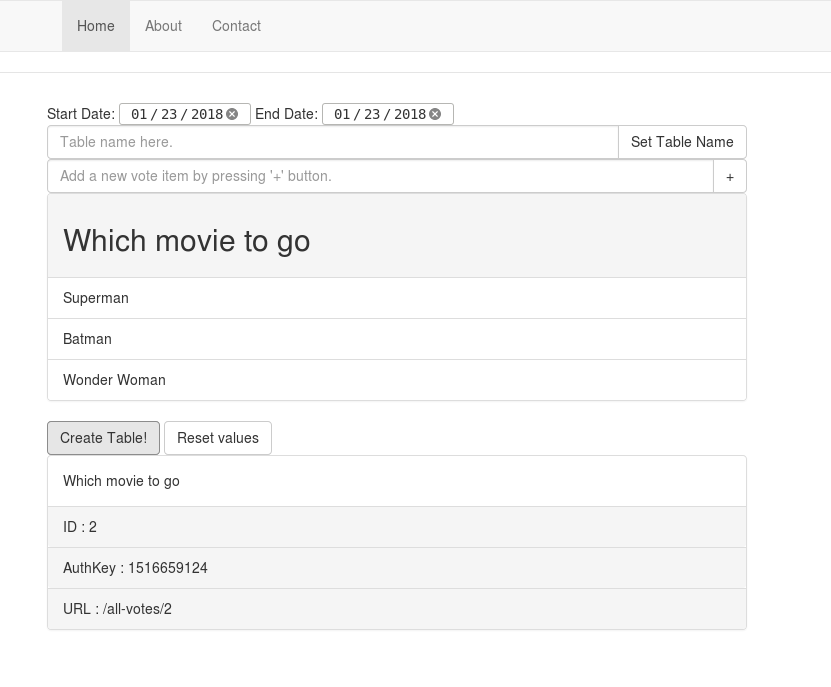 Home About Contact
Start Date: 01 / 23 / 2018 End Date: 01 / 23 / 2018
Table name here. Set Table Name
Add a new vote item by pressing '+' button. +
Which movie to go
Superman
Batman
Wonder Woman
Create Table! Reset values
Which movie to go
ID : 2
AuthKey : 1516659124
URL : /all-votes/2